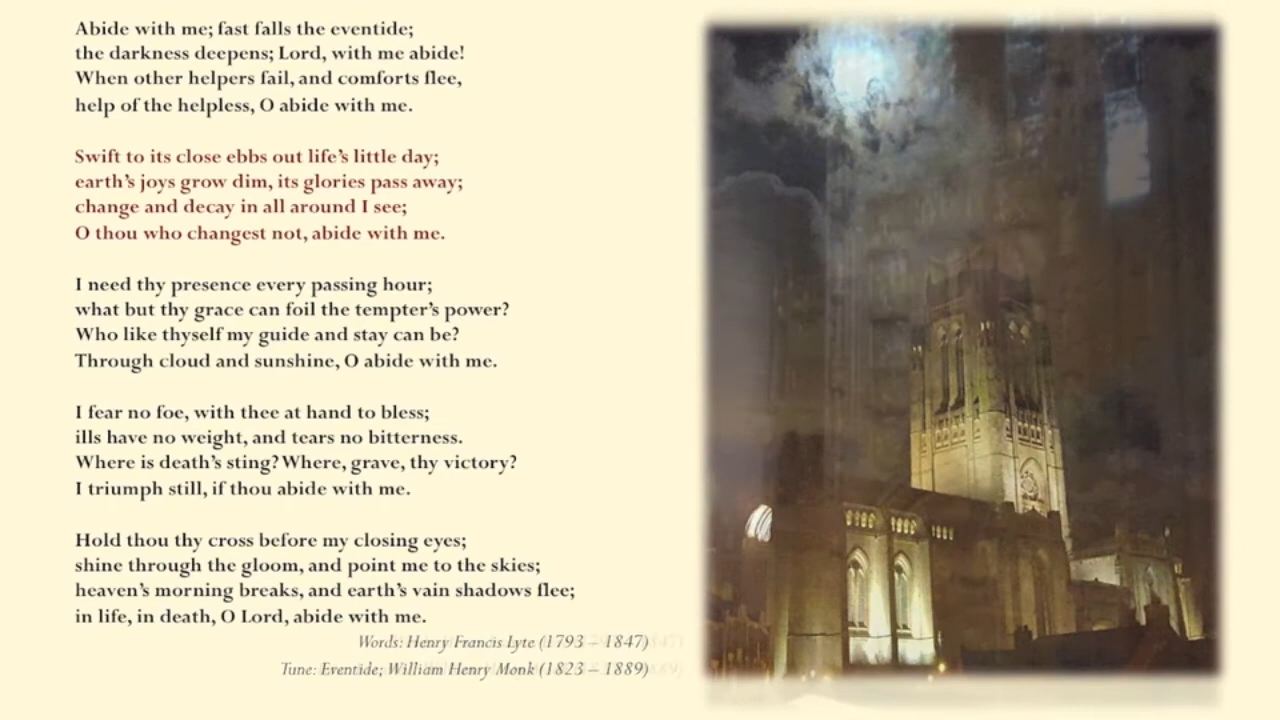 Abide with me; fast falls the eventide;
the darkness deepens; Lord, with me abide!
When other helpers fail, and comforts flee,
help of the helpless, O abide with me.
Swift to its close ebbs out life's little day;
earth's joys grow dim, its glories pass away;
change and decay in all around I see;
O thou who changest not, abide with me.
I need thy presence every passing hour;
what but thy grace can foil the tempter's power?
Who like thyself my guide and stay can be?
Through cloud and sunshine, O abide with me.
I fear no foe, with thee at hand to bless;
ills have no weight, and tears no bitterness.
Where is death's sting? Where, grave, thy victory?
I triumph still, if thou abide with me.
Hold thou thy cross before my closing eyes;
shine through the gloom, and point me to the skies;
heaven's morning breaks, and earth's vain shadows flee;
in life, in death, O Lord, abide with me.
Words: Henry Francis Lyte (1793 – 1847)
Tune: Eventide; William Henry Monk (1823 – 1889)